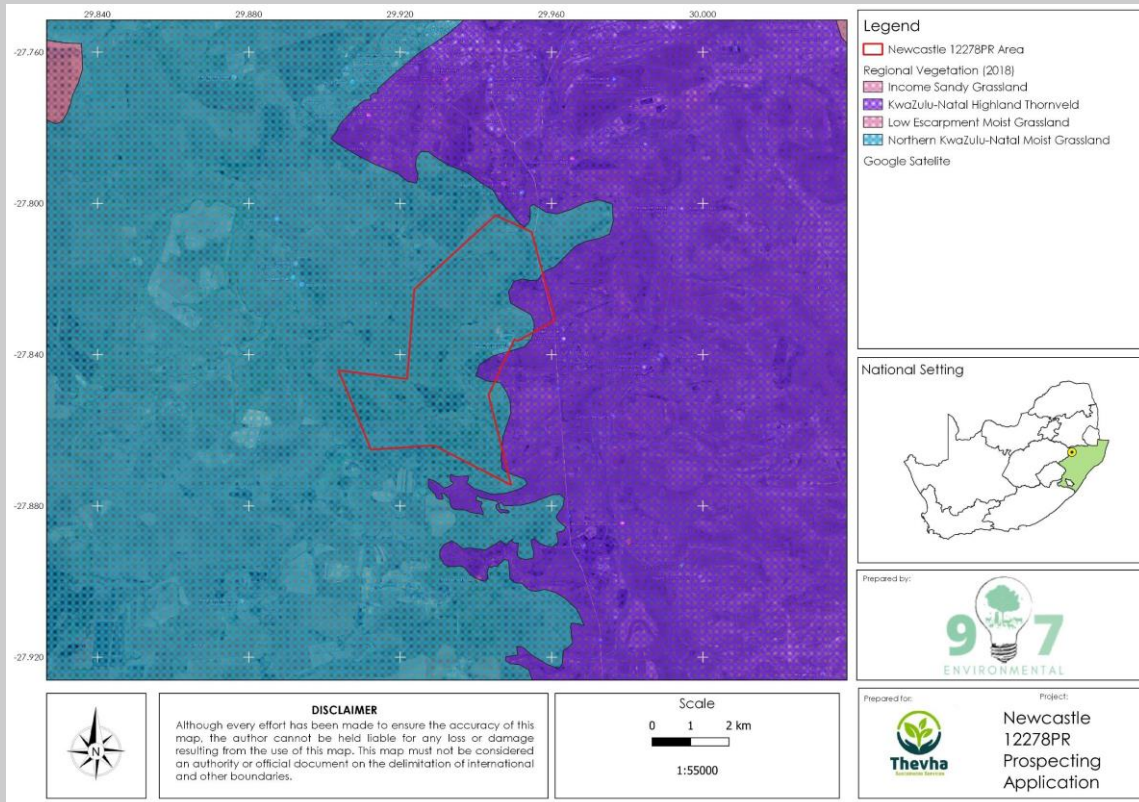 29.840 29.880 29.920 29.960 30.000
-27.760
-27.800
-27.840
-27.880
-27.920
Legend
Newcastle 12278PR Area
Regional Vegetation (2018)
Income Sandy Grassland
KwaZulu-Natal Highland Thornveld
Low Escarpment Moist Grassland
Northern KwaZulu-Natal Moist Grassland
Google Satelite
National Setting
Prepared by:
97
ENVIRONMENTAL
N
DISCLAIMER
Although every effort has been made to ensure the accuracy of this
map, the author cannot be held liable for any loss or damage
resulting from the use of this map. This map must not be considered
an authority or official document on the delimitation of international
and other boundaries.
Scale
0 1 2 km
1:55000
Prepared for:
Thevha
Project:
Newcastle
12278PR
Prospecting
Application